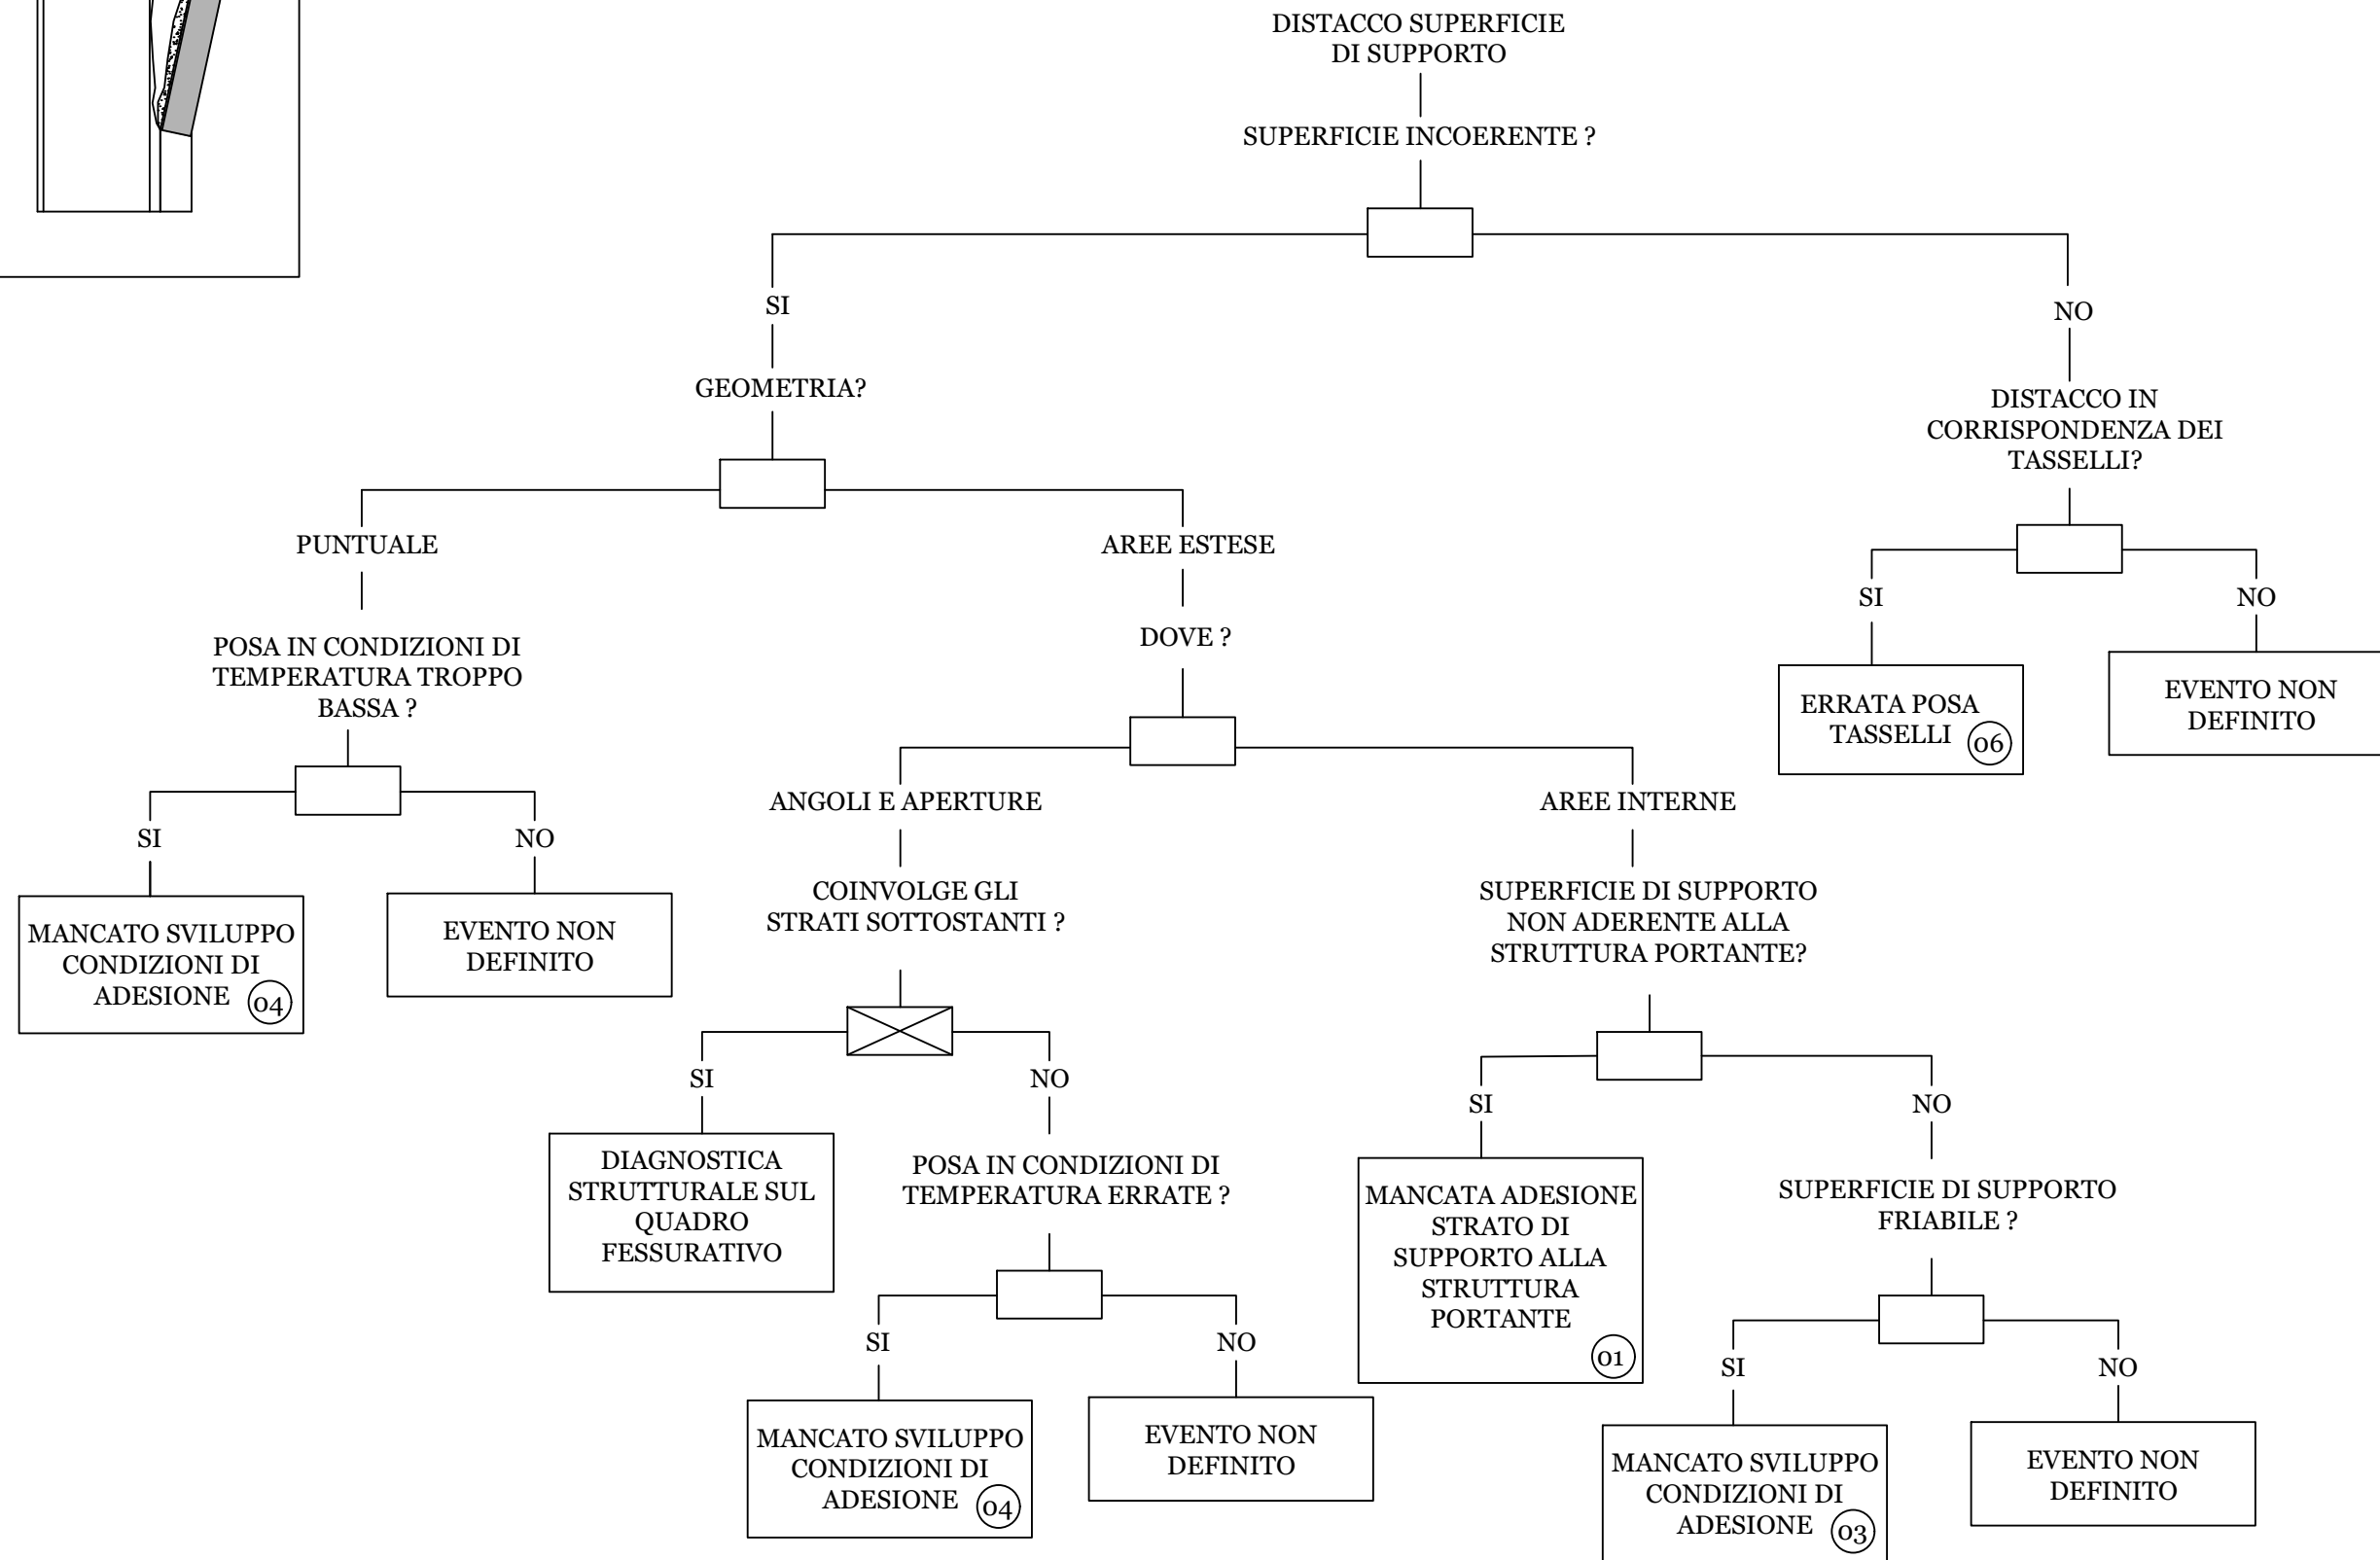 DISTACCO SUPERFICIE
DI SUPPORTO
SUPERFICIE INCOERENTE ?
SI
NO
GEOMETRIA?
DISTACCO IN
CORRISPONDENZA DEI
TASSELLI?
PUNTUALE
AREE ESTESE
SI
NO
POSA IN CONDIZIONI DI
TEMPERATURA TROPPO
BASSA ?
DOVE ?
ERRATA POSA
TASSELLI
06
EVENTO NON
DEFINITO
ANGOLI E APERTURE
AREE INTERNE
SI
NO
MANCATO SVILUPPO
CONDIZIONI DI
ADESIONE
04
EVENTO NON
DEFINITO
COINVOLGE GLI
STRATI SOTTOSTANTI ?
SUPERFICIE DI SUPPORTO
NON ADERENTE ALLA
STRUTTURA PORTANTE?
SI
NO
SI
NO
DIAGNOSTICA
STRUTTURALE SUL
QUADRO
FESSURATIVO
POSA IN CONDIZIONI DI
TEMPERATURA ERRATE ?
MANCATA ADESIONE
STRATO DI
SUPPORTO ALLA
STRUTTURA
PORTANTE
01
SUPERFICIE DI SUPPORTO
FRIABILE ?
SI
NO
SI
NO
MANCATO SVILUPPO
CONDIZIONI DI
ADESIONE
04
EVENTO NON
DEFINITO
MANCATO SVILUPPO
CONDIZIONI DI
ADESIONE
03
EVENTO NON
DEFINITO